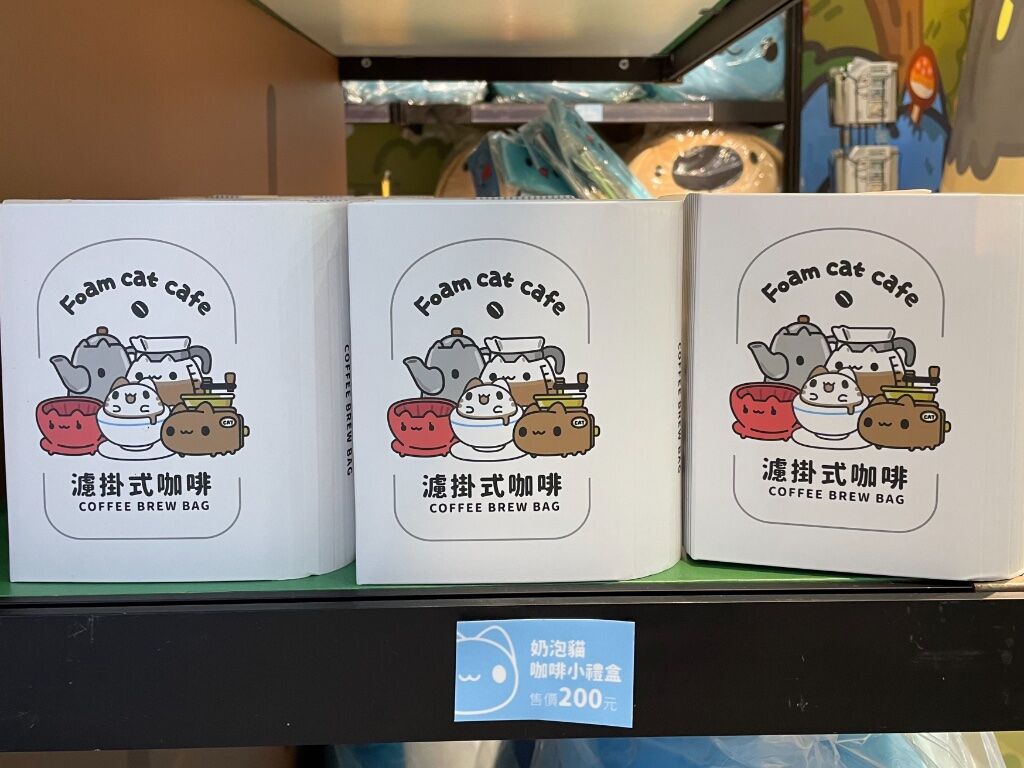 Foam cat cafe
CAT
濾掛式咖啡
COFFEE BREW BAG
COFFEE BREW BAG
Foam cat cafe
CAT
濾掛式咖啡
COFFEE BREW BAG
COFFEE BREW BAG
Foam cat cafe
CAT
濾掛式咖啡
COFFEE BREW BAG
奶泡貓
咖啡小禮盒
售價200元